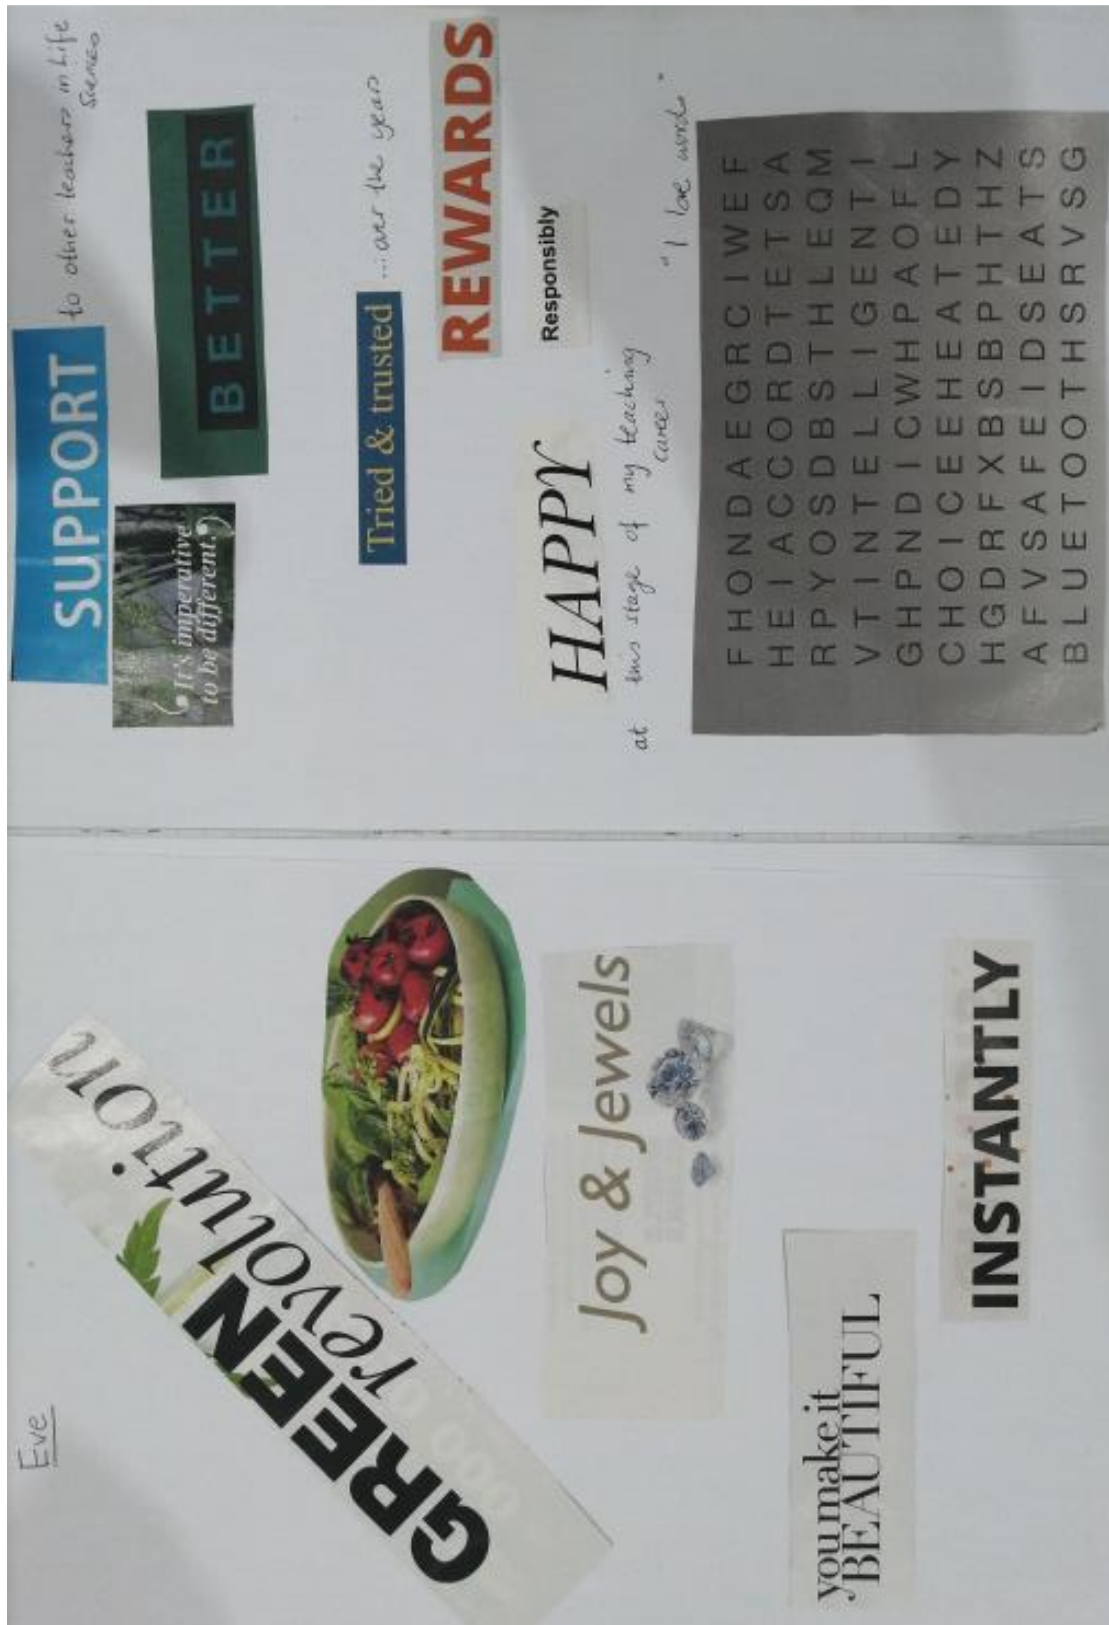 Eve
GREEN
revolution
Joy & Jewels
you make it
BEAUTIFUL
INSTANTLY
SUPPORT
to other teachers in Life
Sciences
It's imperative
to be different.
BETTER
Tried & trusted
...over the years
REWARDS
HAPPY
Responsibly
at this stage of my teaching
career
"I love words"
FHONDAEGRCIWEF
HEIACCORDTETSA
RPYOSDBSTHLEQM
VTINTELLIGENTI
GHPNDICWHPAOFL
CHOICEEHEATEDY
HGDRFXBSBPHTHZ
AFVSAFEIDSEATS
BLUETOOTHSRVSG